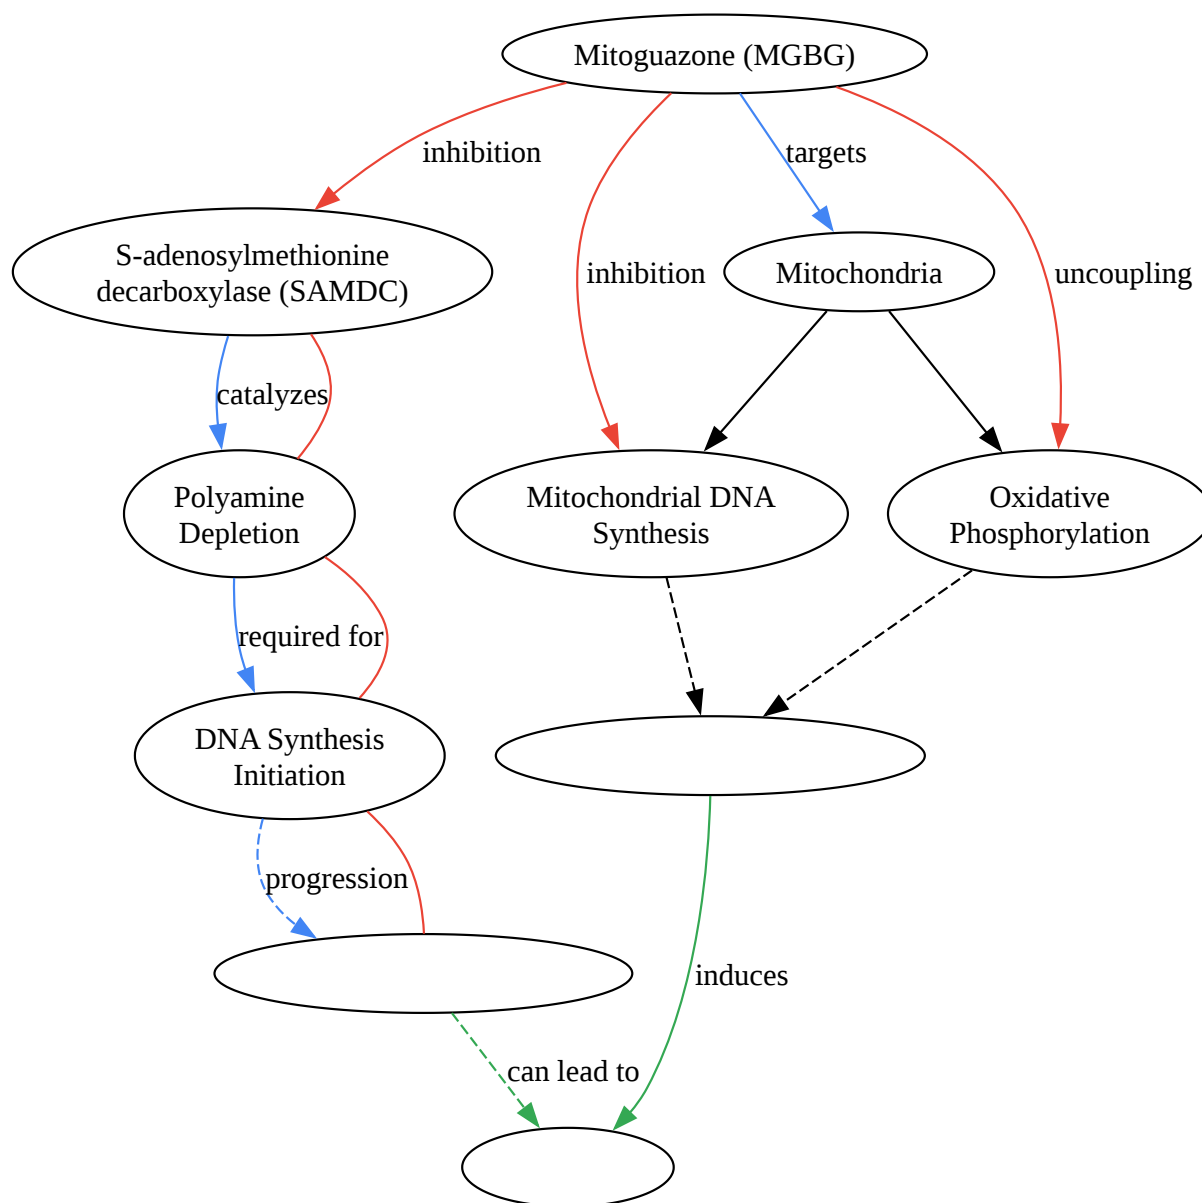 Mitoguazone (MGBG)
inhibition
targets
S-adenosylmethionine
decarboxylase (SAMDC)
inhibition
Mitochondria
uncoupling
catalyzes
Polyamine
Depletion
Mitochondrial DNA
Synthesis
Oxidative
Phosphorylation
required for
DNA Synthesis
Initiation
progression
induces
can lead to